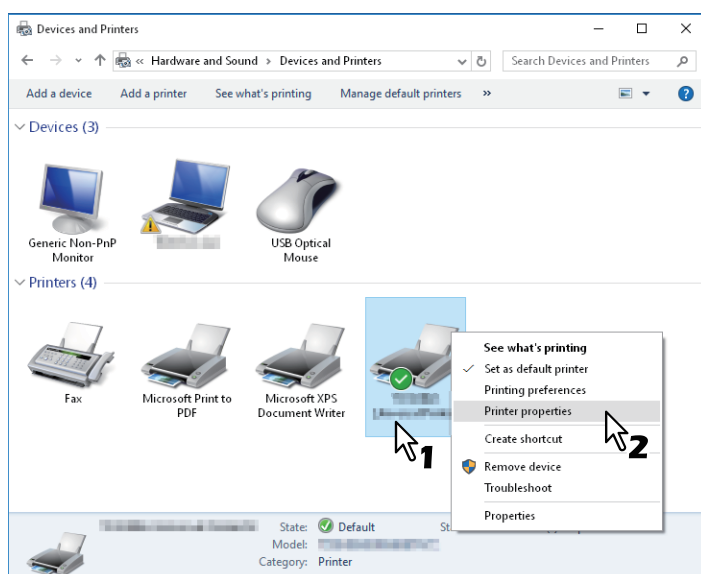 Devices and Printers
« Hardware and Sound > Devices and Printers
Search Devices and Printers
Add a device Add a printer See what's printing Manage default printers »
Devices (3)
Generic Non-PnP
Monitor
USB Optical
Mouse
Printers (4)
Fax
Microsoft Print to
PDF
Microsoft XPS
Document Writer
1
See what's printing
Set as default printer
Printing preferences
Printer properties
2
Create shortcut
Remove device
Troubleshoot
Properties
State: Default
Model:
Category: Printer